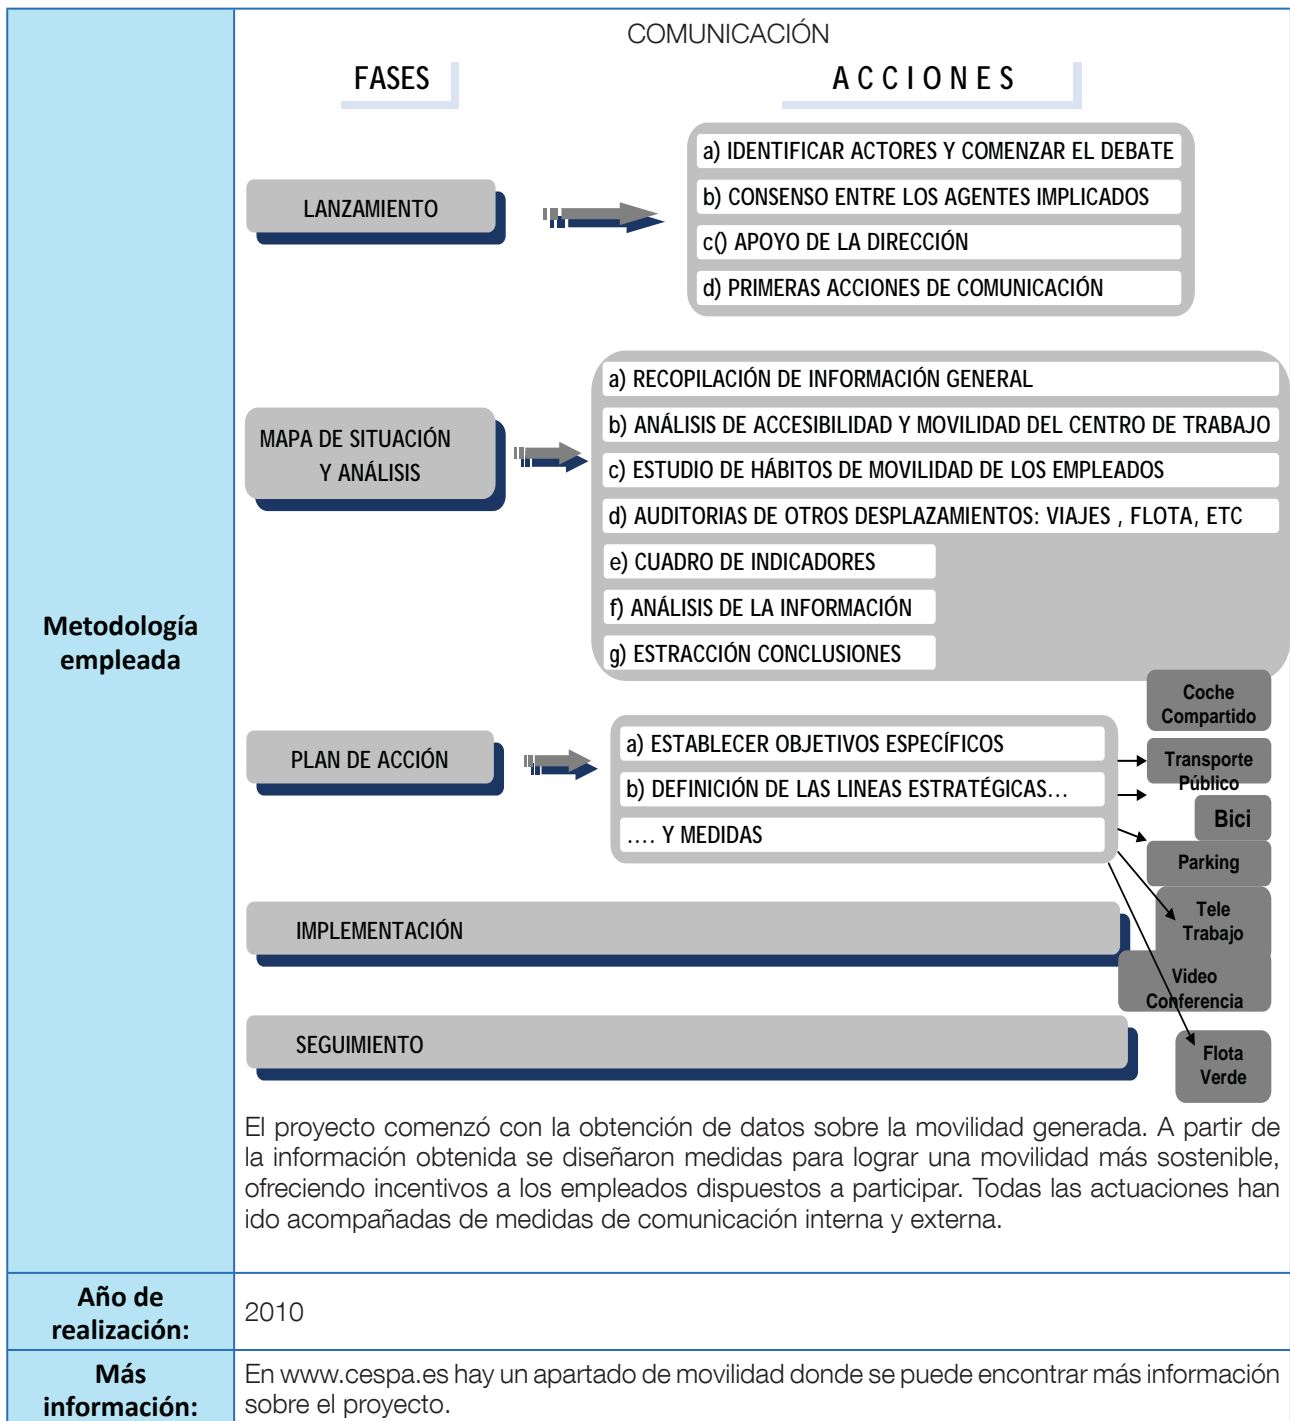 COMUNICACIÓN
FASES
ACCIONES
LANZAMIENTO
a) IDENTIFICAR ACTORES Y COMENZAR EL DEBATE
b) CONSENSO ENTRE LOS AGENTES IMPLICADOS
c() APOYO DE LA DIRECCIÓN
d) PRIMERAS ACCIONES DE COMUNICACIÓN
MAPA DE SITUACIÓN
Y ANÁLISIS
a) RECOPILACIÓN DE INFORMACIÓN GENERAL
b) ANÁLISIS DE ACCESIBILIDAD Y MOVILIDAD DEL CENTRO DE TRABAJO
c) ESTUDIO DE HÁBITOS DE MOVILIDAD DE LOS EMPLEADOS
d) AUDITORIAS DE OTROS DESPLAZAMIENTOS: VIAJES , FLOTA, ETC
e) CUADRO DE INDICADORES
f) ANÁLISIS DE LA INFORMACIÓN
g) ESTRACCIÓN CONCLUSIONES
Metodología
empleada
PLAN DE ACCIÓN
a) ESTABLECER OBJETIVOS ESPECÍFICOS
b) DEFINICIÓN DE LAS LINEAS ESTRATÉGICAS...
.... Y MEDIDAS
Coche
Compartido
Transporte
Público
Bici
Parking
Tele
Trabajo
Video
Conferencia
Flota
Verde
IMPLEMENTACIÓN
SEGUIMIENTO
El proyecto comenzó con la obtención de datos sobre la movilidad generada. A partir de
la información obtenida se diseñaron medidas para lograr una movilidad más sostenible,
ofreciendo incentivos a los empleados dispuestos a participar. Todas las actuaciones han
ido acompañadas de medidas de comunicación interna y externa.
Año de
realización:
2010
Más
información:
En www.cespa.es hay un apartado de movilidad donde se puede encontrar más información
sobre el proyecto.